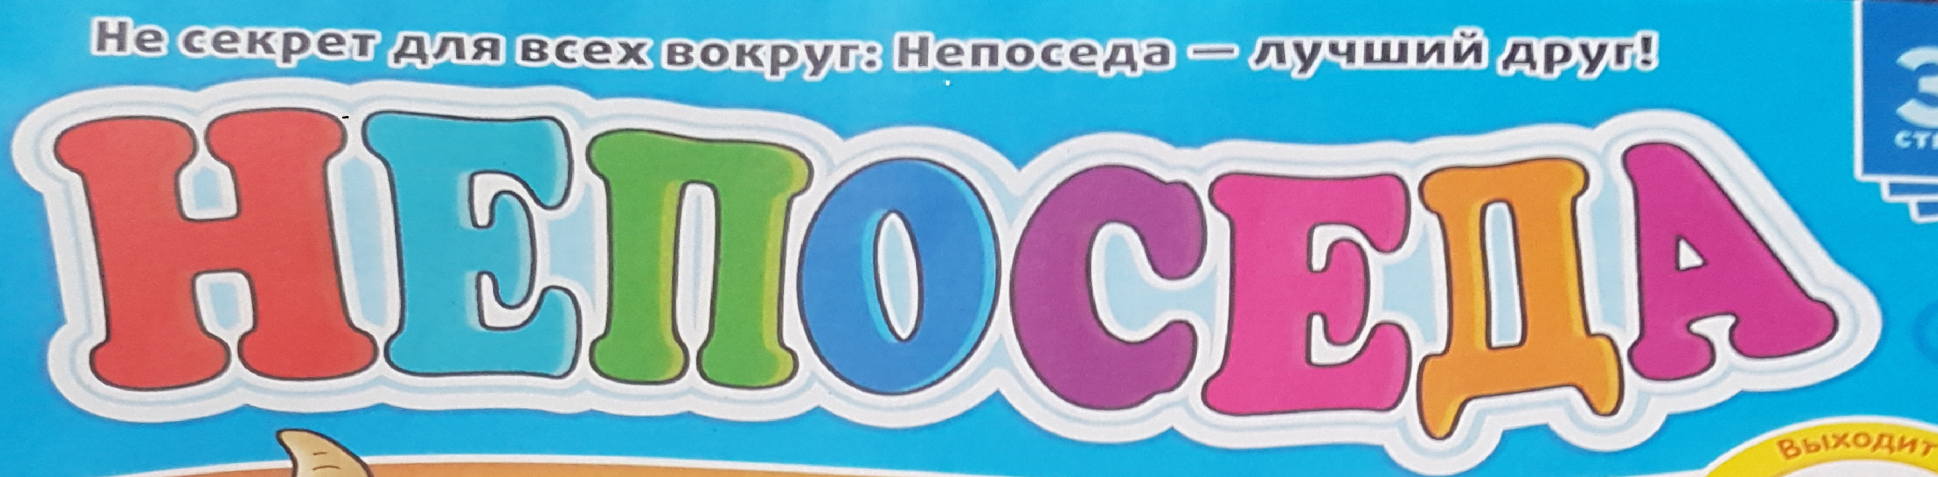 Не секрет для всех вокруг: Непоседа — лучший друг!
НЕПОСЕДА
ВЫХОДИТ